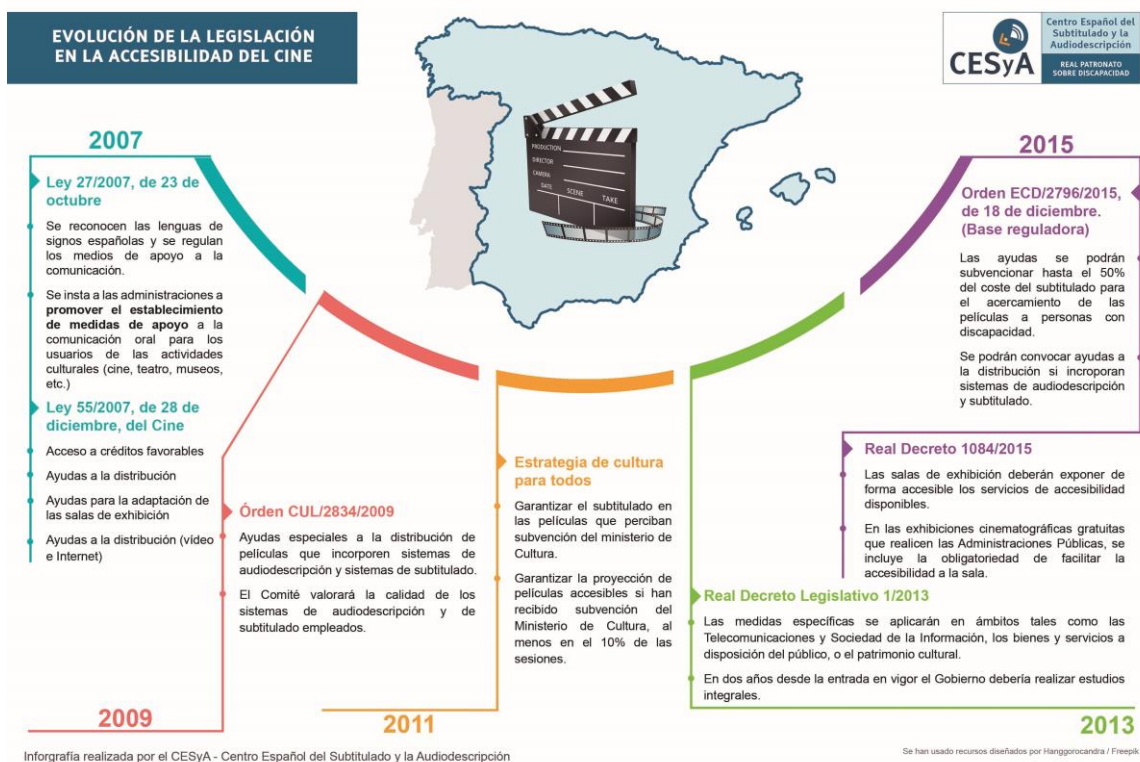 EVOLUCIÓN DE LA LEGISLACIÓN
EN LA ACCESIBILIDAD DEL CINE
CESyA
Centro Español del
Subtitulado y la
Audiodescripción
REAL PATRONATO
SOBRE DISCAPACIDAD
PRODUCTION
DIRECTOR
CAMERA
DATE
SCENE
TAKE
2007
Ley 27/2007, de 23 de
octubre
Se reconocen las lenguas de
signos españolas y se regulan
los medios de apoyo a la
comunicación.
Se insta a las administraciones a
promover el establecimiento
de medidas de apoyo a la
comunicación oral para los
usuarios de las actividades
culturales (cine, teatro, museos,
etc.)
Ley 55/2007, de 28 de
diciembre, del Cine
Acceso a créditos favorables
Ayudas a la distribución
Ayudas para la adaptación de
las salas de exhibición
Ayudas a la distribución (vídeo
e Internet)
Órden CUL/2834/2009
Ayudas especiales a la distribución de
películas que incorporen sistemas de
audiodescripción y sistemas de subtitulado.
El Comité valorará la calidad de los
sistemas de audiodescripción y de
subtitulado empleados.
2009
Estrategia de cultura
para todos
Garantizar el subtitulado en
las películas que perciban
subvención del ministerio de
Cultura.
Garantizar la proyección de
películas accesibles si han
recibido subvención del
Ministerio de Cultura, al
menos en el 10% de las
sesiones.
2011
Real Decreto Legislativo 1/2013
Las medidas específicas se aplicarán en ámbitos tales como las
Telecomunicaciones y Sociedad de la Información, los bienes y servicios a
disposición del público, o el patrimonio cultural.
En dos años desde la entrada en vigor el Gobierno debería realizar estudios
integrales.
2013
2015
Orden ECD/2796/2015,
de 18 de diciembre.
(Base reguladora)
Las ayudas se podrán
subvencionar hasta el 50%
del coste del subtitulado para
el acercamiento de las
películas a personas con
discapacidad.
Se podrán convocar ayudas a
la distribución si incroporan
sistemas de audiodescripción
y subtitulado.
Real Decreto 1084/2015
Las salas de exhibición deberán exponer de
forma accesible los servicios de accesibilidad
disponibles.
En las exhibiciones cinematográficas gratuitas
que realicen las Administraciones Públicas, se
incluye la obligatoriedad de facilitar la
accesibilidad a la sala.
Inforgrafía realizada por el CESyA - Centro Español del Subtitulado y la Audiodescripción
Se han usado recursos diseñados por Hanggorocandra / Freepik